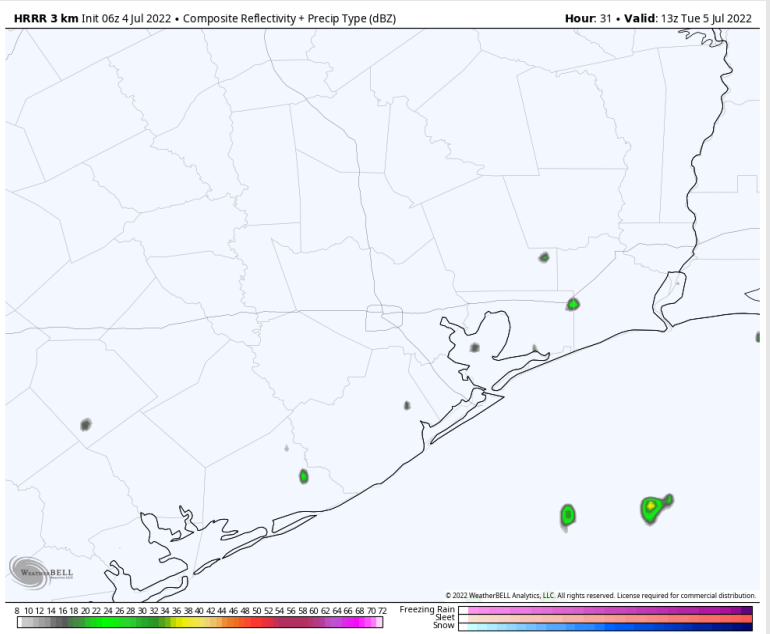 HRRR 3 km Init 06z 4 Jul 2022 • Composite Reflectivity + Precip Type (dBZ)
Hour: 31 • Valid: 13z Tue 5 Jul 2022
WEATHERBELL
© 2022 WeatherBELL Analytics, LLC. All rights reserved. License required for commercial distribution.
8 10 12 14 16 18 20 22 24 26 28 30 32 34 36 38 40 42 44 46 48 50 52 54 56 58 60 62 64 66 68 70 72
Freezing Rain
Sleet
Snow